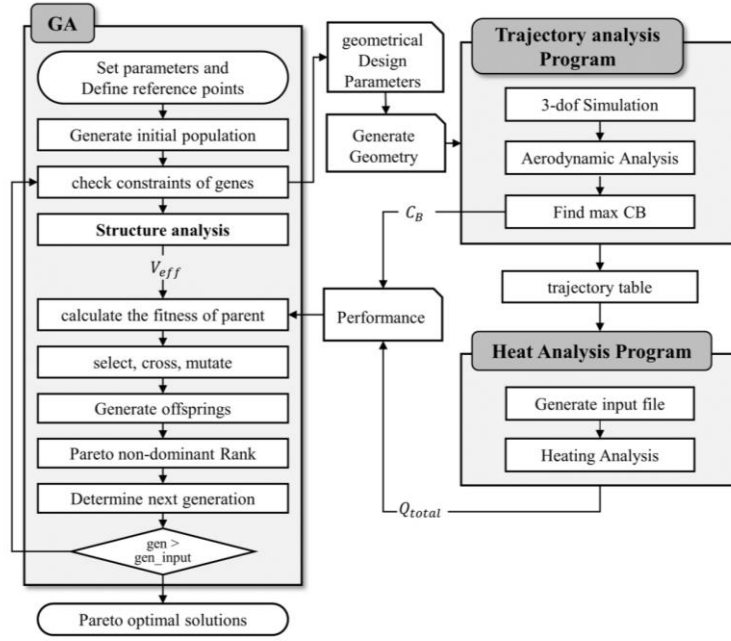 GA
Set parameters and
Define reference points
Generate initial population
check constraints of genes
Structure analysis
V_eff
calculate the fitness of parent
select, cross, mutate
Generate offsprings
Pareto non-dominant Rank
Determine next generation
gen >
gen_input
Pareto optimal solutions
geometrical
Design
Parameters
Generate
Geometry
C_B
Performance
Q_total
Trajectory analysis
Program
3-dof Simulation
Aerodynamic Analysis
Find max CB
trajectory table
Heat Analysis Program
Generate input file
Heating Analysis